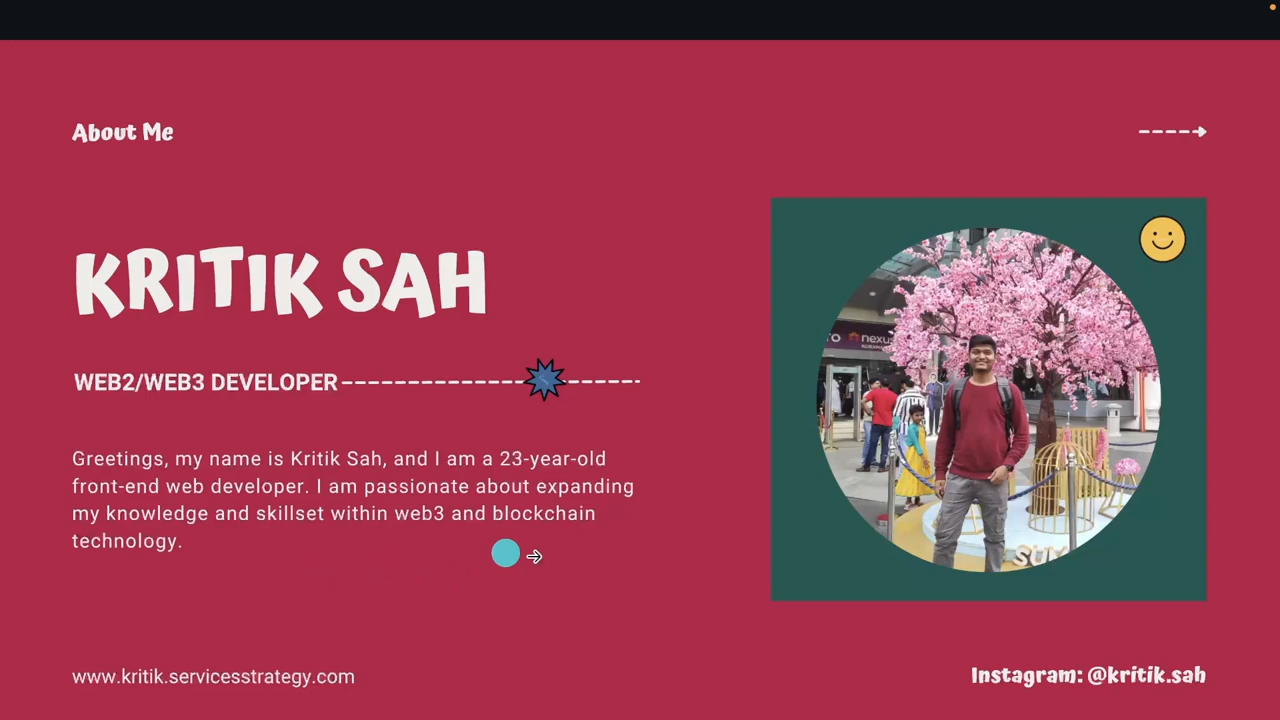 About Me
KRITIK SAH
WEB2/WEB3 DEVELOPER
Greetings, my name is Kritik Sah, and I am a 23-year-old
front-end web developer. I am passionate about expanding
my knowledge and skillset within web3 and blockchain
technology.
nexus
www.kritik.servicesstrategy.com
Instagram: @kritik.sah